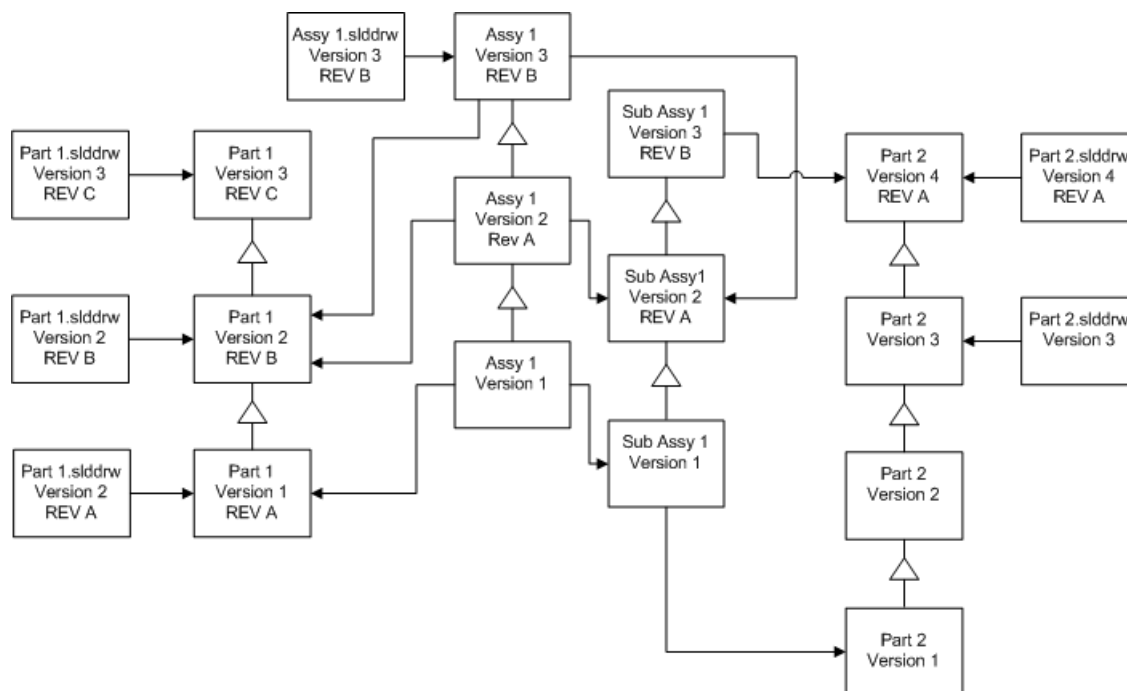 Assy 1.slddrw
Version 3
REV B
Assy 1
Version 3
REV B
Sub Assy 1
Version 3
REV B
Part 1.slddrw
Version 3
REV C
Part 1
Version 3
REV C
Part 2
Version 4
REV A
Part 2.slddrw
Version 4
REV A
Assy 1
Version 2
Rev A
Sub Assy1
Version 2
REV A
Part 1.slddrw
Version 2
REV B
Part 1
Version 2
REV B
Part 2
Version 3
Part 2.slddrw
Version 3
Assy 1
Version 1
Sub Assy 1
Version 1
Part 1.slddrw
Version 2
REV A
Part 1
Version 1
REV A
Part 2
Version 2
Part 2
Version 1